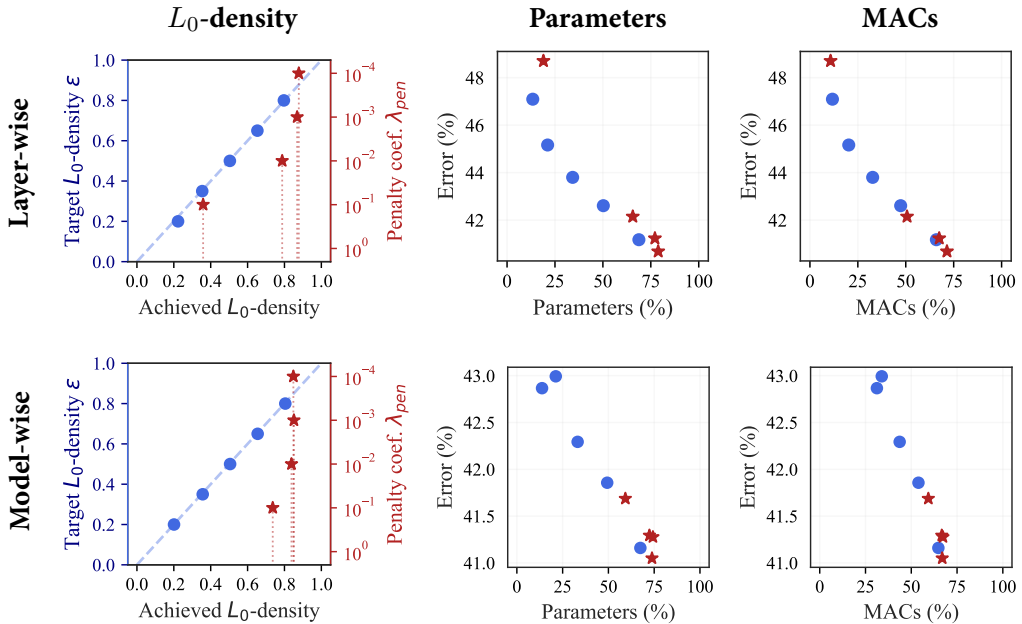 L₀-density Parameters MACs
Layer-wise
Target L₀-density ε
1.0
0.8
0.6
0.4
0.2
0.0
0.0 0.2 0.4 0.6 0.8 1.0
Achieved L₀-density
10⁻⁴
10⁻³
10⁻²
10⁻¹
10⁰
Penalty coef. λ_pen
Error (%)
48
46
44
42
0 25 50 75 100
Parameters (%)
Error (%)
48
46
44
42
0 25 50 75 100
MACs (%)
Model-wise
Target L₀-density ε
1.0
0.8
0.6
0.4
0.2
0.0
0.0 0.2 0.4 0.6 0.8 1.0
Achieved L₀-density
10⁻⁴
10⁻³
10⁻²
10⁻¹
10⁰
Penalty coef. λ_pen
Error (%)
43.0
42.5
42.0
41.5
41.0
0 25 50 75 100
Parameters (%)
Error (%)
43.0
42.5
42.0
41.5
41.0
0 25 50 75 100
MACs (%)